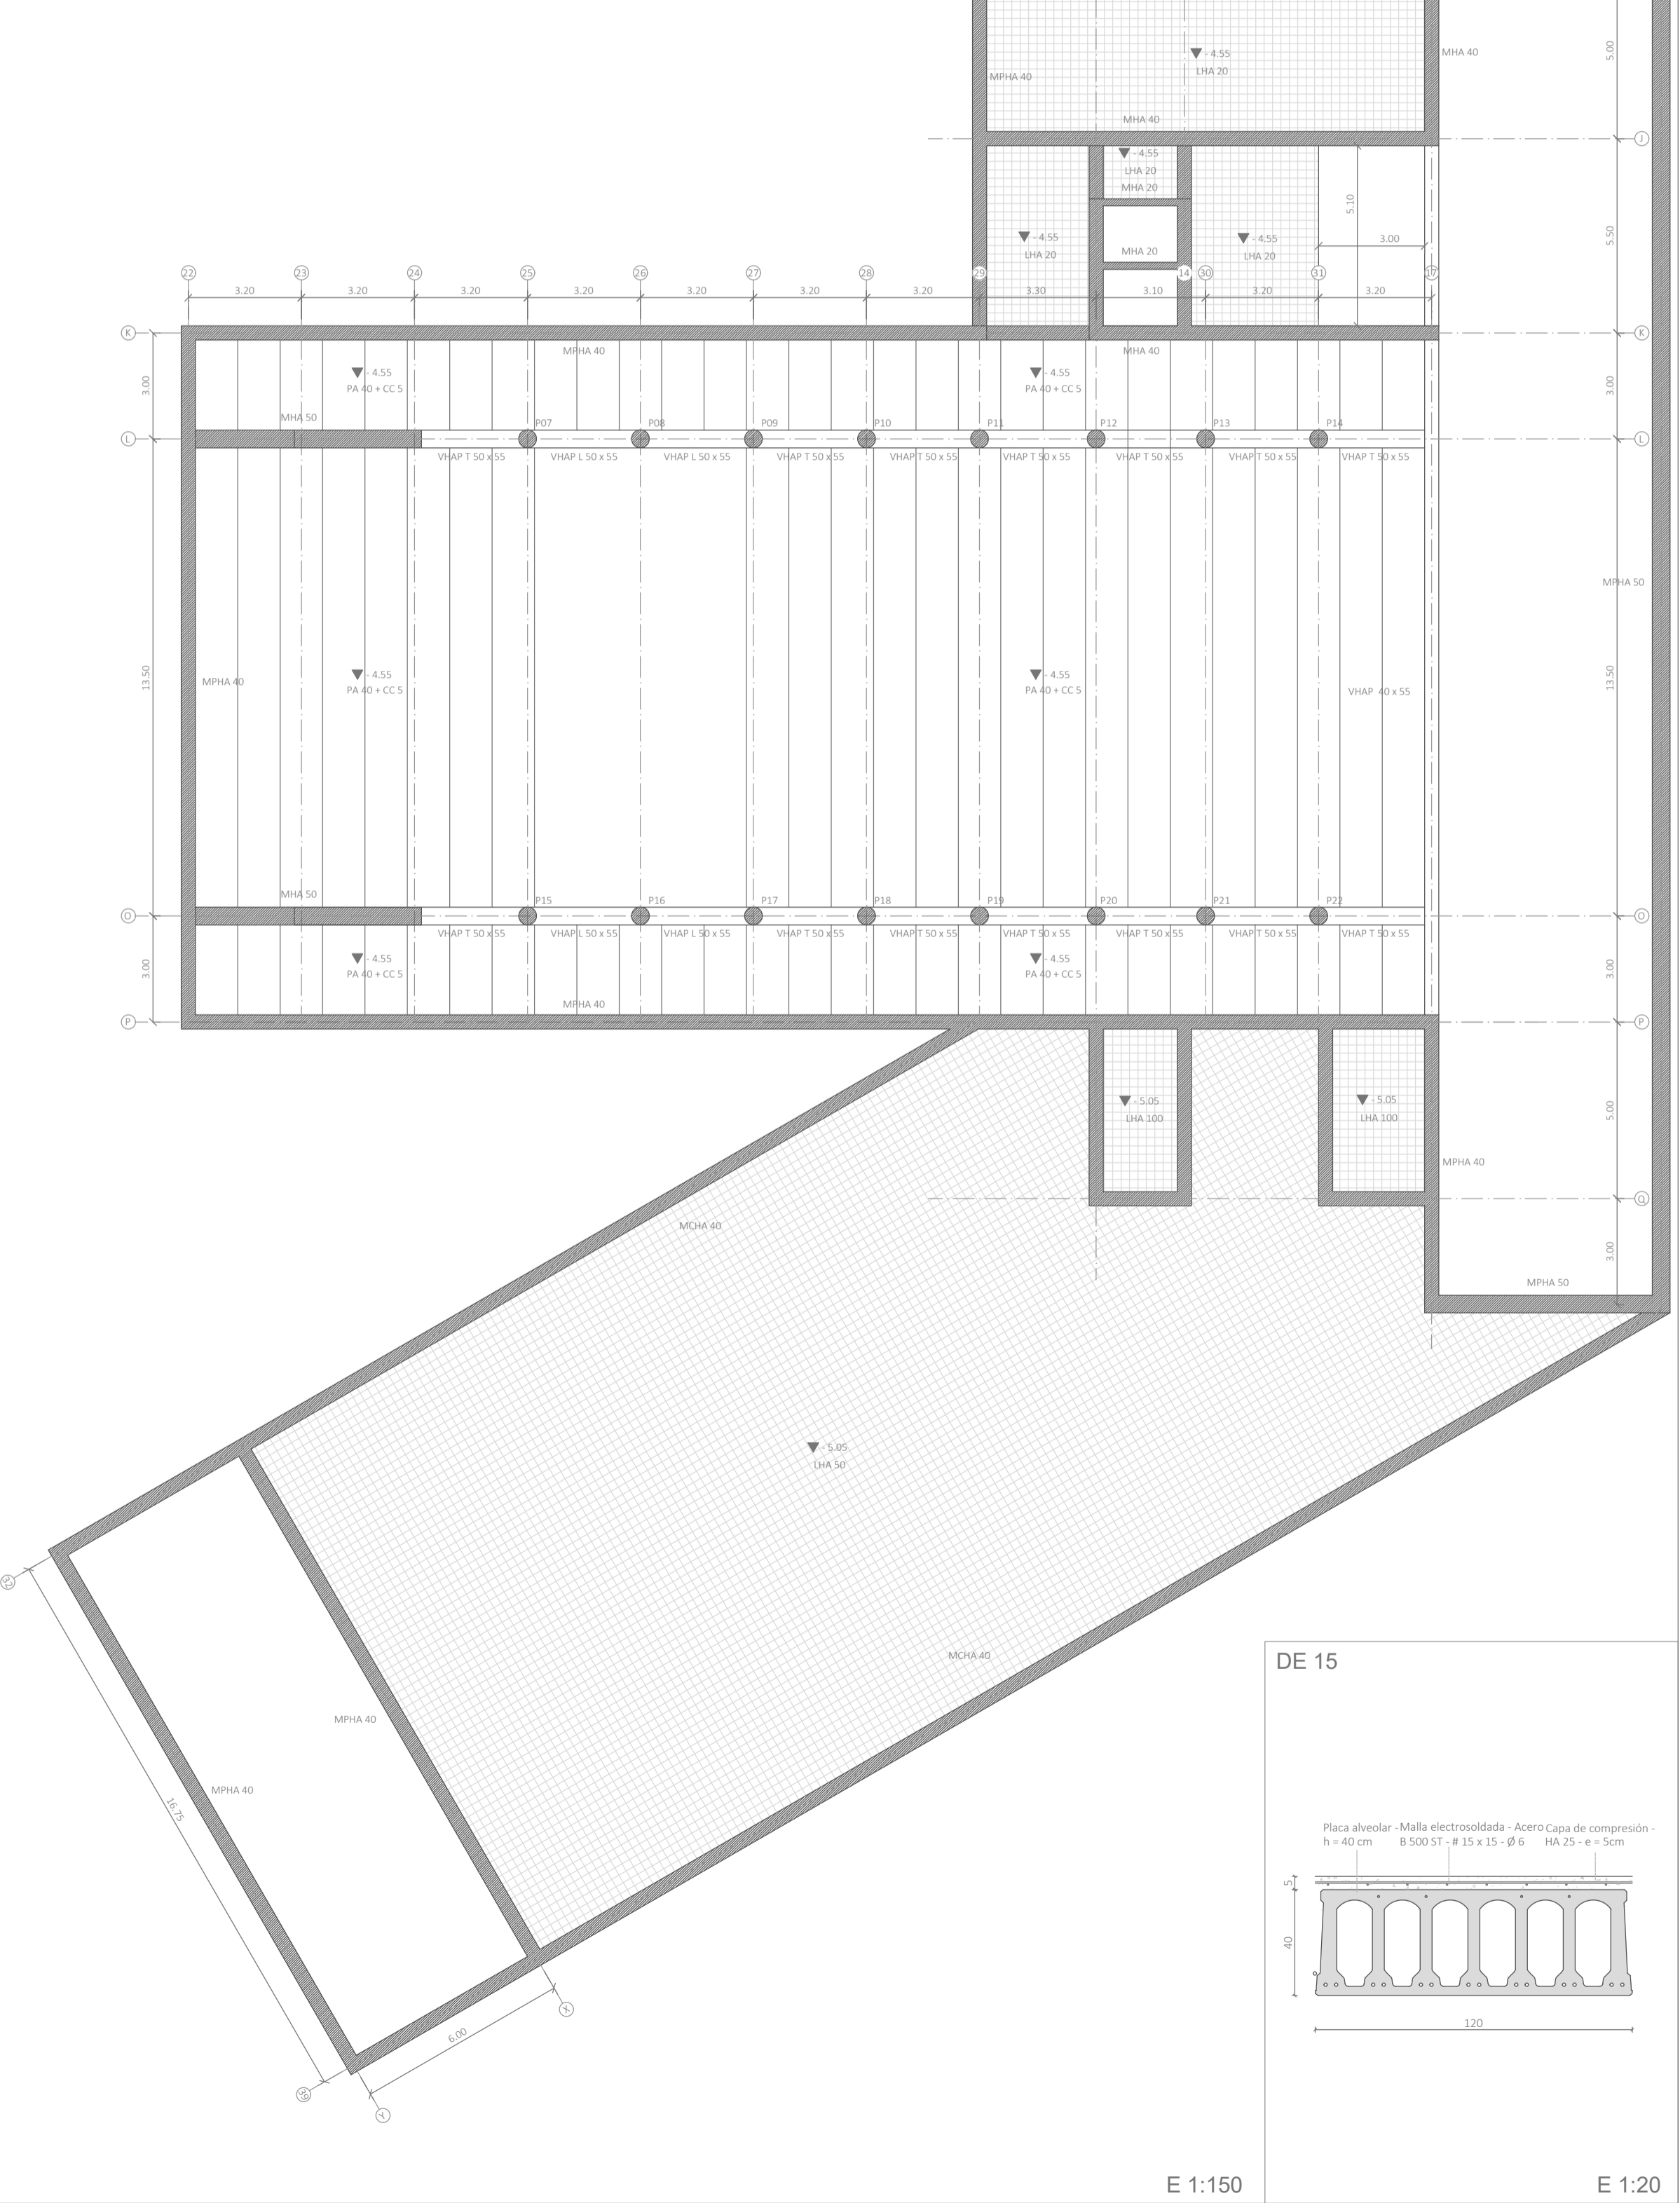 5.00
MHA 40
- 4.55
LHA 20
MPHA 40
MHA 40
J
- 4.55
LHA 20
MHA 20
5.10
5.50
- 4.55
LHA 20
- 4.55
LHA 20
3.00
MHA 20
22
23
24
25
26
27
28
29
14
30
31
17
3.20
3.20
3.20
3.20
3.20
3.20
3.20
3.30
3.10
3.20
3.20
K
K
MPHA 40
MHA 40
3.00
- 4.55
PA 40 + CC 5
- 4.55
PA 40 + CC 5
3.00
MHA 50
P07
P08
P09
P10
P11
P12
P13
P14
L
L
VHAP T 50 x 55
VHAP L 50 x 55
VHAP L 50 x 55
VHAP T 50 x 55
VHAP T 50 x 55
VHAP T 50 x 55
VHAP T 50 x 55
VHAP T 50 x 55
VHAP T 50 x 55
MPHA 50
13.50
MPHA 40
- 4.55
PA 40 + CC 5
- 4.55
PA 40 + CC 5
VHAP 40 x 55
13.50
MHA 50
P15
P16
P17
P18
P19
P20
P21
P22
O
O
VHAP T 50 x 55
VHAP L 50 x 55
VHAP L 50 x 55
VHAP T 50 x 55
VHAP T 50 x 55
VHAP T 50 x 55
VHAP T 50 x 55
VHAP T 50 x 55
VHAP T 50 x 55
3.00
- 4.55
PA 40 + CC 5
- 4.55
PA 40 + CC 5
3.00
MPHA 40
P
P
- 5.05
LHA 100
- 5.05
LHA 100
5.00
MPHA 40
Q
MCHA 40
3.00
MPHA 50
- 5.05
LHA 50
32
MCHA 40
MPHA 40
MPHA 40
16.75
X
6.00
39
Y
DE 15
Placa alveolar -
h = 40 cm
Malla electrosoldada - Acero
B 500 ST - # 15 x 15 - Ø 6
Capa de compresión -
HA 25 - e = 5cm
5
40
120
E 1:150
E 1:20